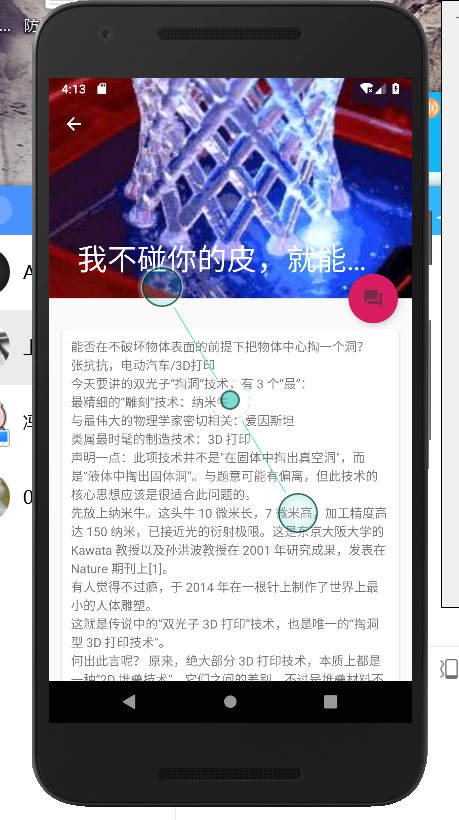 防
4:13
我不碰你的皮，就能...
能否在不破坏物体表面的前提下把物体中心掏一个洞?
张抗抗，电动汽车/3D打印
今天要讲的双光子“掏洞”技术，有 3 个“最”：
最精细的“雕刻”技术：纳米牛
与最伟大的物理学家密切相关：爱因斯坦
类属最时髦的制造技术：3D 打印
声明一点：此项技术并不是"在固体中掏出真空洞"，而
是"液体中掏出固体洞"。与题意可能有偏离，但此技术的
核心思想应该是很适合此问题的。
先放上纳米牛。这头牛 10 微米长，7 微米高，加工精度高
达 150 纳米，已接近光的衍射极限。这是东京大阪大学的
Kawata 教授以及孙洪波教授在 2001 年研究成果，发表在
Nature 期刊上[1]。
有人觉得不过瘾，于 2014 年在一根针上制作了世界上最
小的人体雕塑。
这就是传说中的“双光子 3D 打印”技术，也是唯一的“掏洞
型 3D 打印技术”。
何出此言呢？ 原来，绝大部分 3D 打印技术，本质上都是
一种“2D 堆叠技术”，它们之间的差别，不过是堆叠材料不